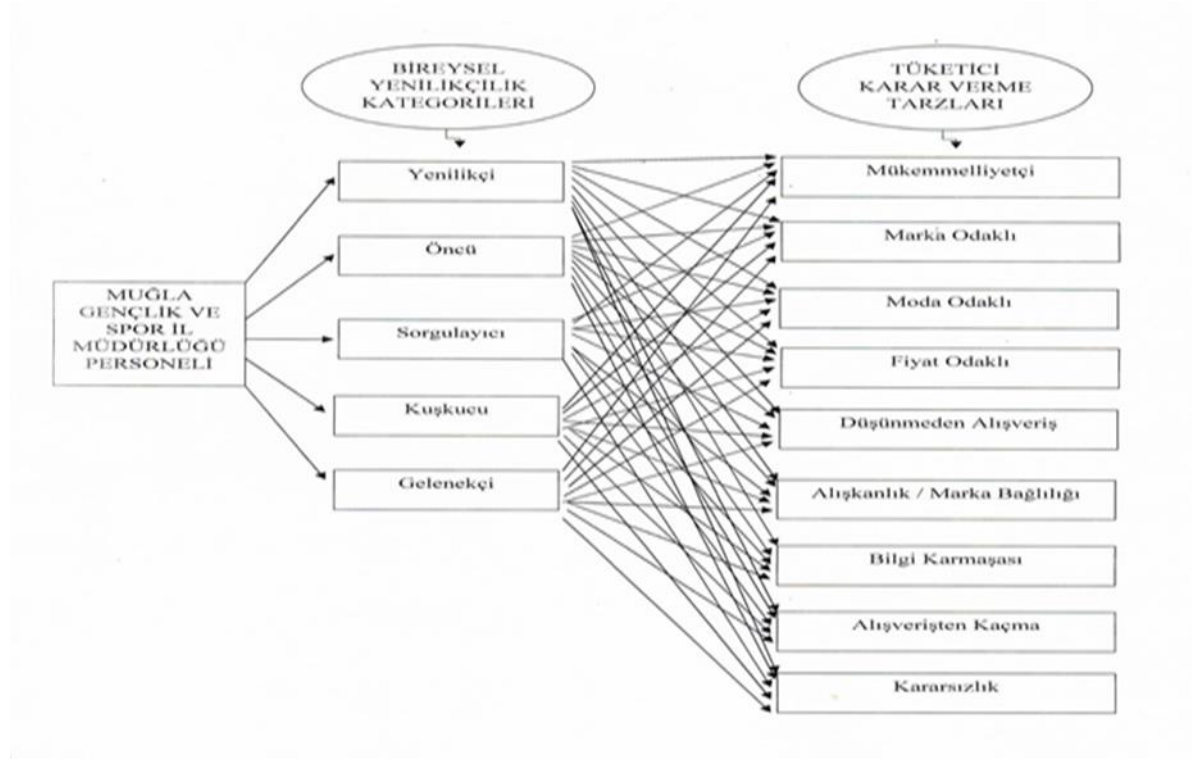 BİREYSEL
YENİLİKÇİLİK
KATEGORİLERİ
TÜKETİCİ
KARAR VERME
TARZLARI
MUĞLA
GENÇLİK VE
SPOR İL
MÜDÜRLÜĞÜ
PERSONELİ
Yenilikçi
Öncü
Sorgulayıcı
Kuşkucu
Gelenekçi
Mükemmelliyetçi
Marka Odaklı
Moda Odaklı
Fiyat Odaklı
Düşünmeden Alışveriş
Alışkanlık / Marka Bağlılığı
Bilgi Karmaşası
Alışverişten Kaçma
Kararsızlık